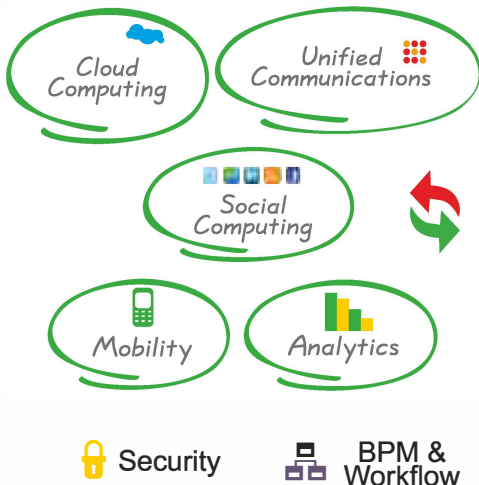 Cloud
Computing
Unified
Communications
Social
Computing
Mobility
Analytics
Security
BPM &
Workflow